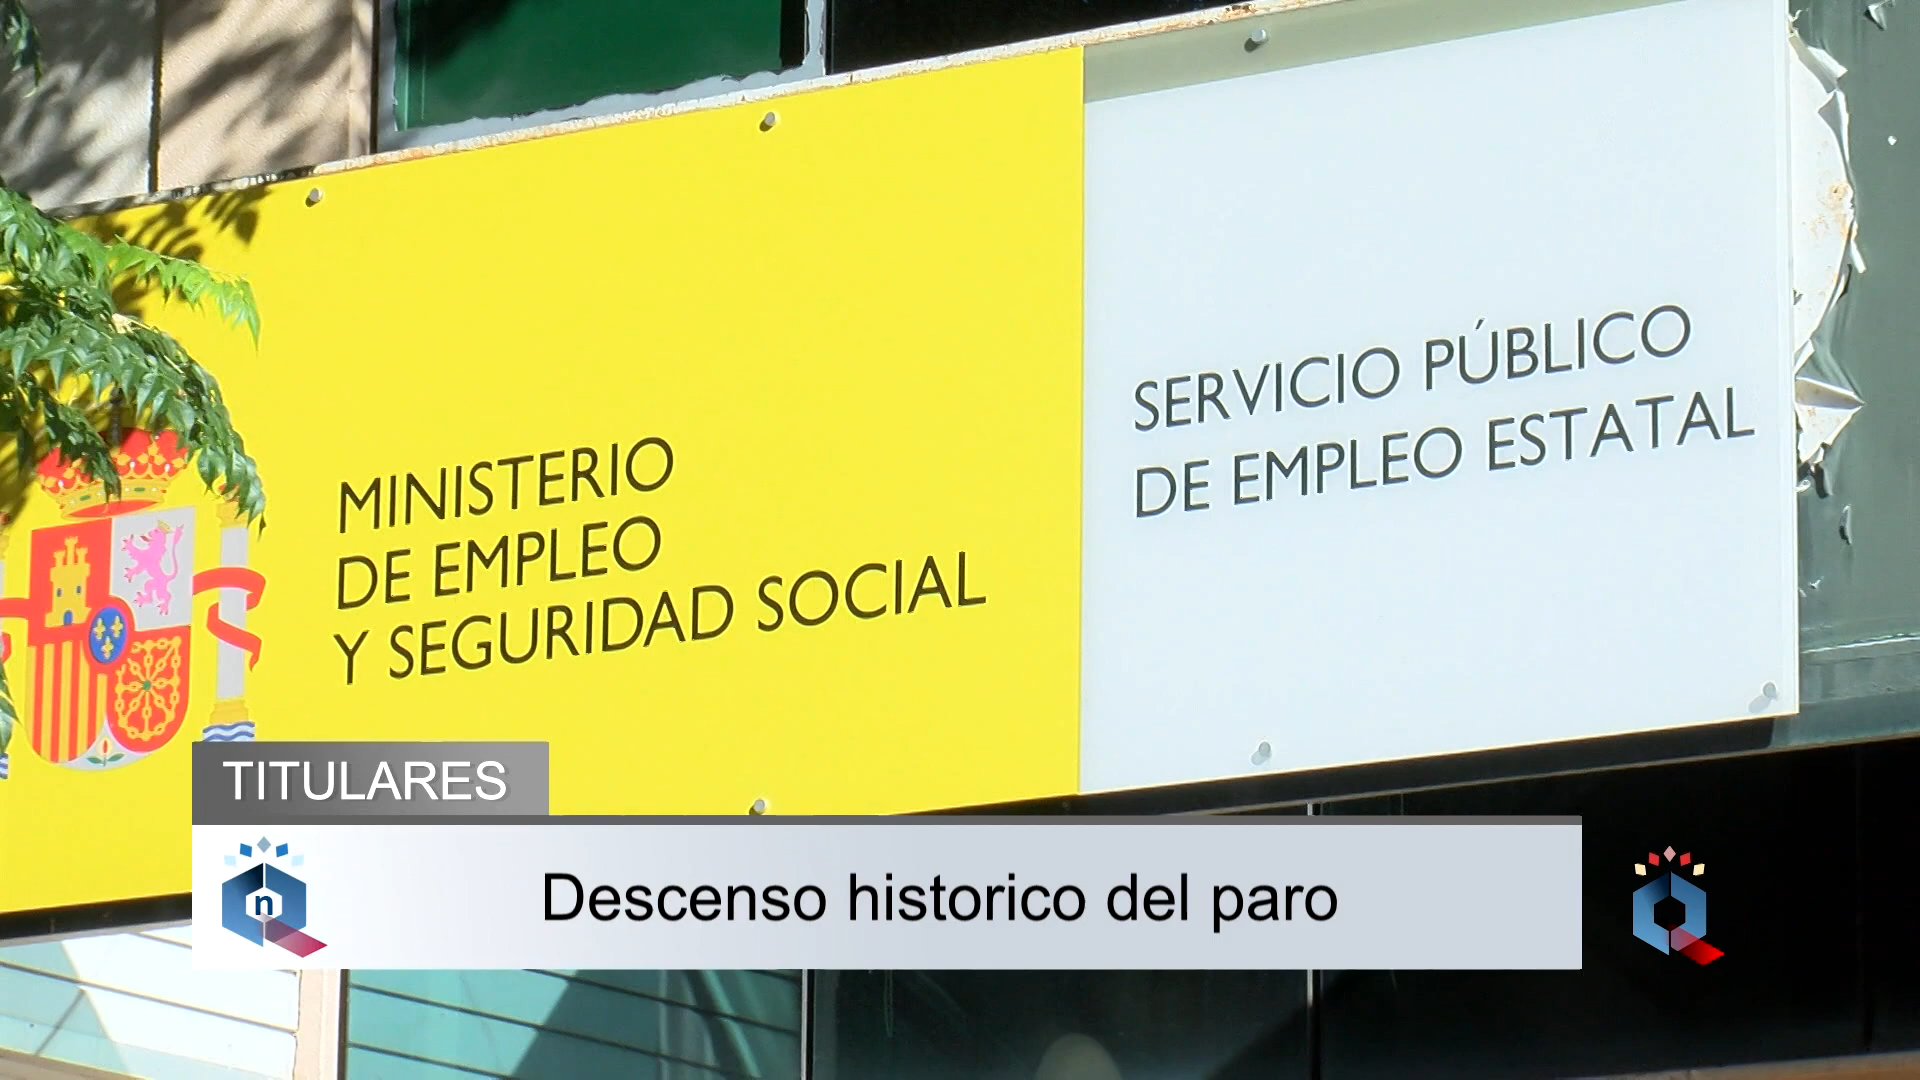 MINISTERIO
DE EMPLEO
Y SEGURIDAD SOCIAL
SERVICIO PÚBLICO
DE EMPLEO ESTATAL
TITULARES
n
Descenso historico del paro